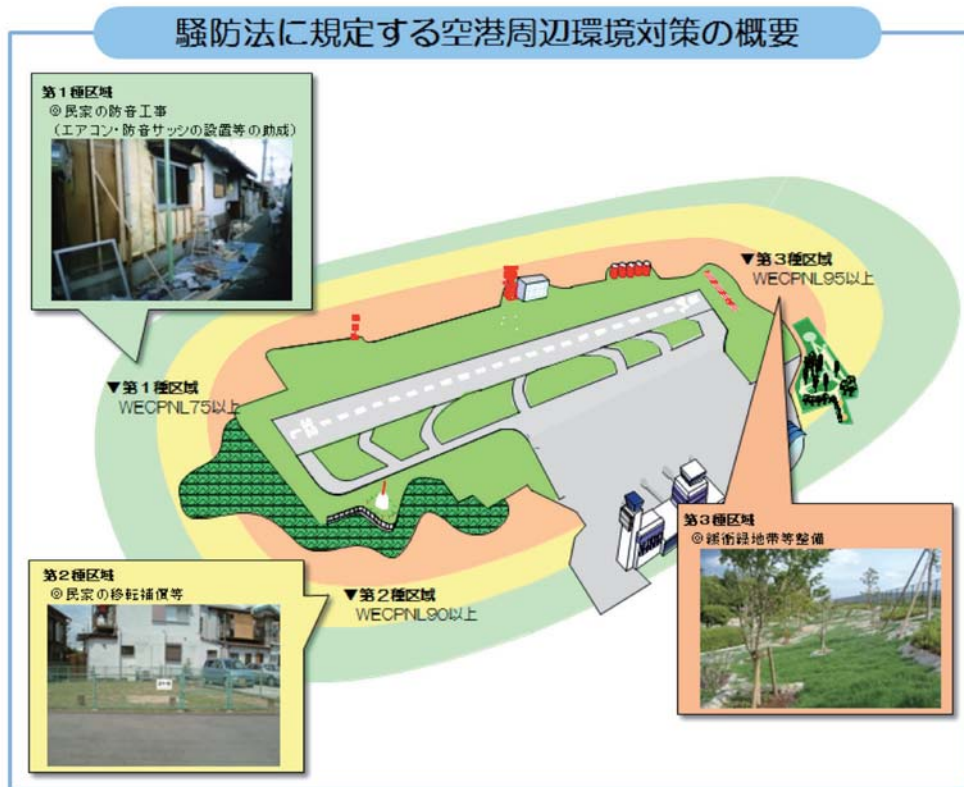 騒防法に規定する空港周辺環境対策の概要
第1種区域
◎民家の防音工事
(エアコン・防音サッシの設置等の助成)
▼第3種区域
WECPNL95以上
▼第1種区域
WECPNL75以上
第3種区域
◎緩衝緑地帯等整備
第2種区域
◎民家の移転補償等
▼第2種区域
WECPNL90以上